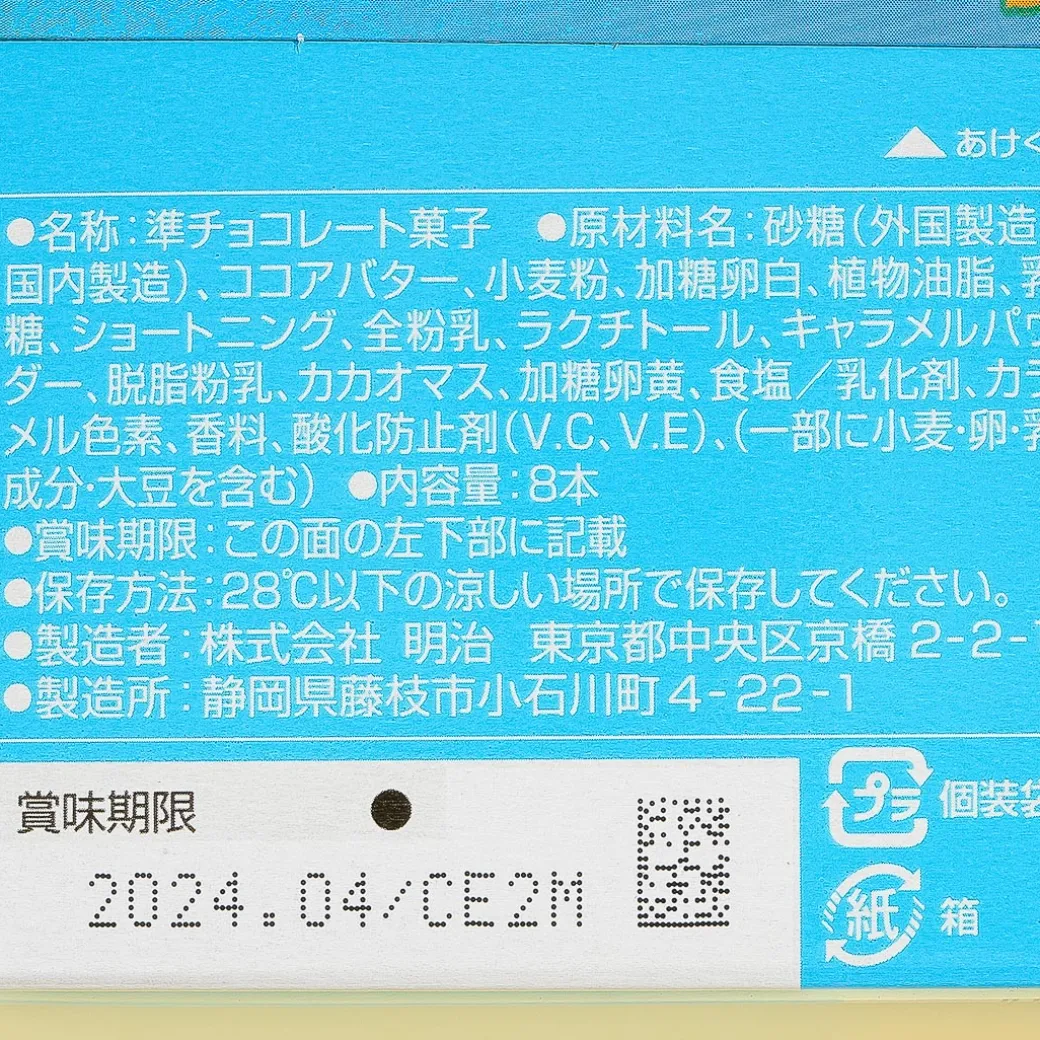 ▲あけ
●名称：準チョコレート菓子 ●原材料名：砂糖（外国製造
国内製造）、ココアバター、小麦粉、加糖卵白、植物油脂、
糖、ショートニング、全粉乳、ラクチトール、キャラメルパウ
ダー、脱脂粉乳、カカオマス、加糖卵黄、食塩／乳化剤、カラ
メル色素、香料、酸化防止剤（V.C、V.E）、（一部に小麦・卵・乳
成分・大豆を含む） ●内容量：8本
●賞味期限：この面の左下部に記載
●保存方法：28℃以下の涼しい場所で保存してください。
●製造者：株式会社 明治 東京都中央区京橋 2-2-
●製造所：静岡県藤枝市小石川町4-22-1
賞味期限
2024.04/CE2M
プラ 個装袋
紙 箱